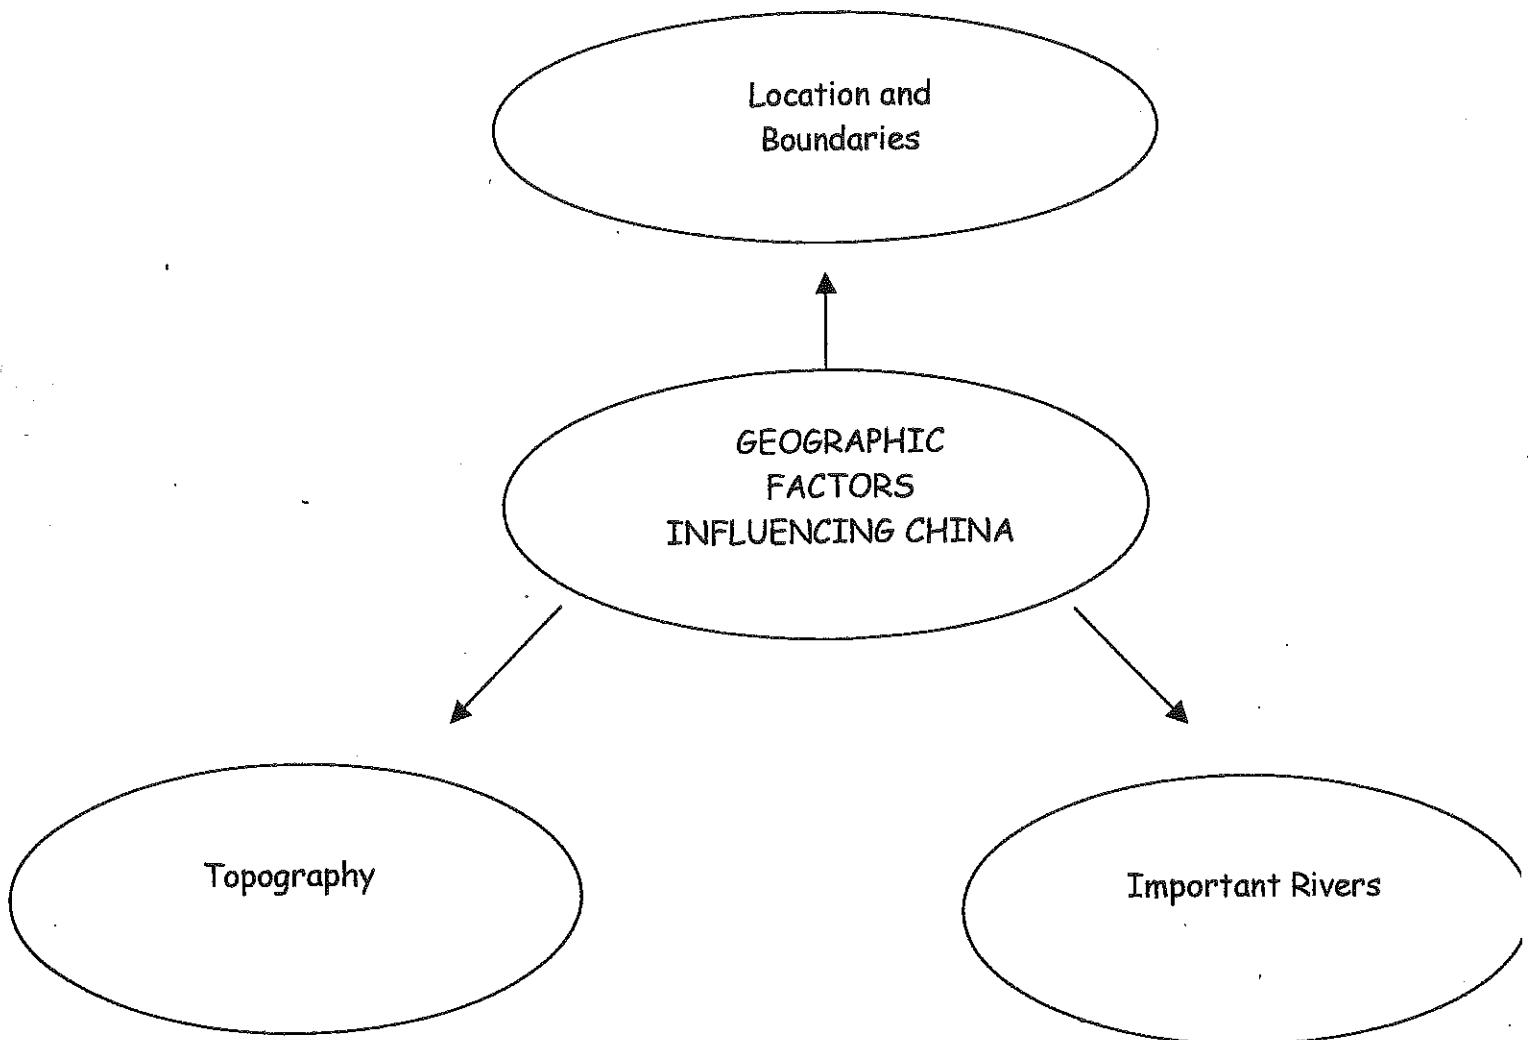 Location and
Boundaries
GEOGRAPHIC
FACTORS
INFLUENCING CHINA
Topography
Important Rivers